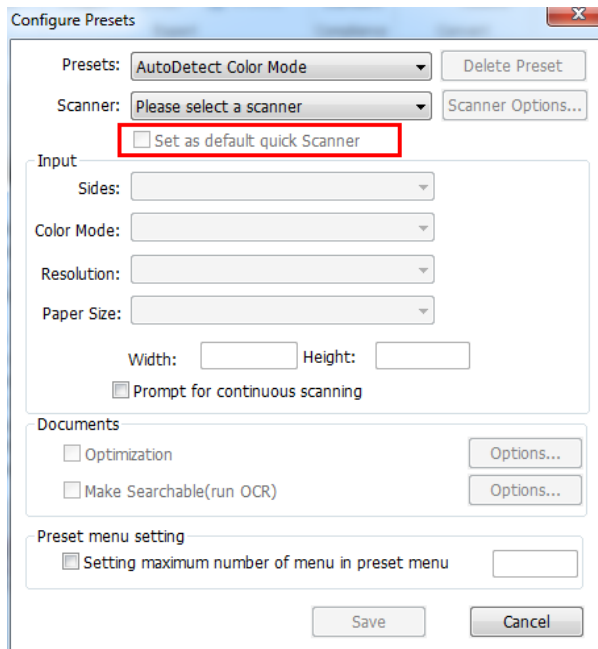 Configure Presets
Presets: AutoDetect Color Mode Delete Preset
Scanner: Please select a scanner Scanner Options...
Set as default quick Scanner
Input
Sides:
Color Mode:
Resolution:
Paper Size:
Width: Height:
Prompt for continuous scanning
Documents
Optimization Options...
Make Searchable(run OCR) Options...
Preset menu setting
Setting maximum number of menu in preset menu
Save Cancel